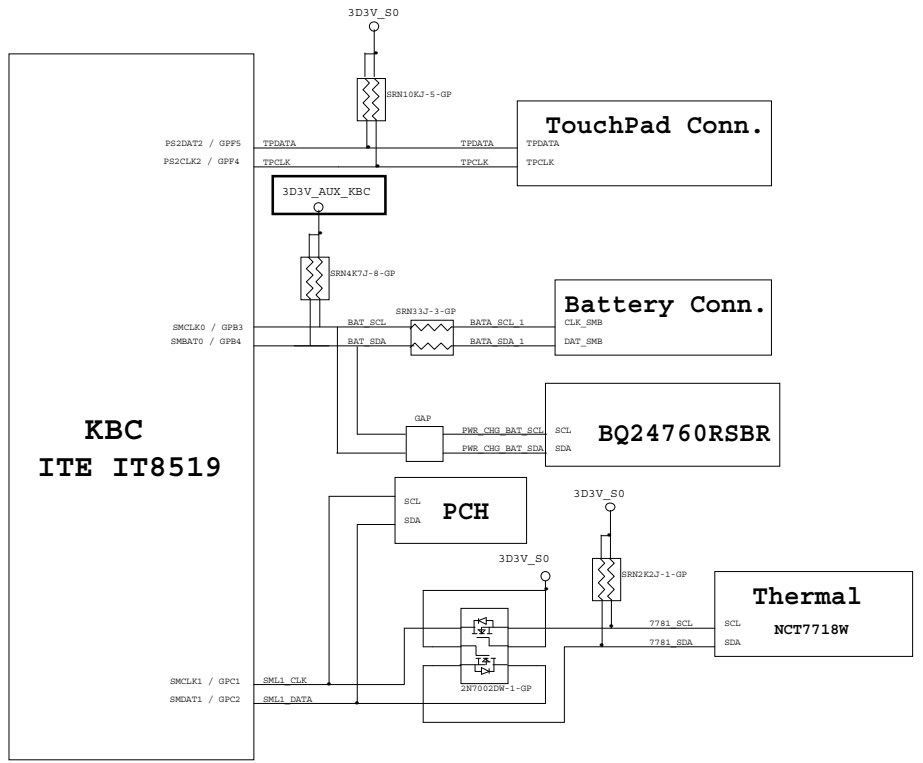 3D3V_S0
SRN10KJ-5-GP
TouchPad Conn.
PS2DAT2 / GPF5 TPDATA TPDATA TPDATA
PS2CLK2 / GPF4 TPCLK TPCLK TPCLK
3D3V_AUX_KBC
SRN4K7J-8-GP
SRN33J-3-GP
Battery Conn.
SMCLK0 / GPB3 BAT_SCL BATA_SCL_1 CLK_SMB
SMBAT0 / GPB4 BAT_SDA BATA_SDA_1 DAT_SMB
GAP
PWR_CHG_BAT_SCL SCL
PWR_CHG_BAT_SDA SDA
BQ24760RSBR
KBC
ITE IT8519
SCL
SDA
PCH
3D3V_S0
3D3V_S0
SRN2K2J-1-GP
Thermal
NCT7718W
7781_SCL SCL
7781_SDA SDA
SMCLK1 / GPC1 SML1_CLK
2N7002DW-1-GP
SMDAT1 / GPC2 SML1_DATA